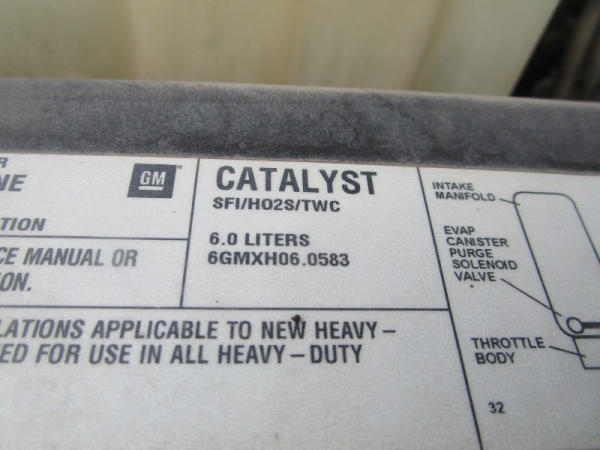 R
NE
TION
CE MANUAL OR
ON.
GM
CATALYST
SFI/HO2S/TWC
6.0 LITERS
6GMXH06.0583
LATIONS APPLICABLE TO NEW HEAVY-
ED FOR USE IN ALL HEAVY-DUTY
INTAKE
MANIFOLD
EVAP
CANISTER
PURGE
SOLENOID
VALVE
THROTTLE
BODY
32